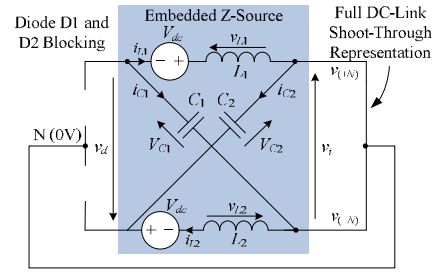 Diode D1 and
D2 Blocking
Embedded Z-Source
Full DC-Link
Shoot-Through
Representation
iL1
Vdc
− +
vL1
L1
v(1N)
iC1
C1
C2
iC2
N (0V)
vd
VC1
VC2
vi
Vdc
+ −
vL2
iL2
L2
v(N)